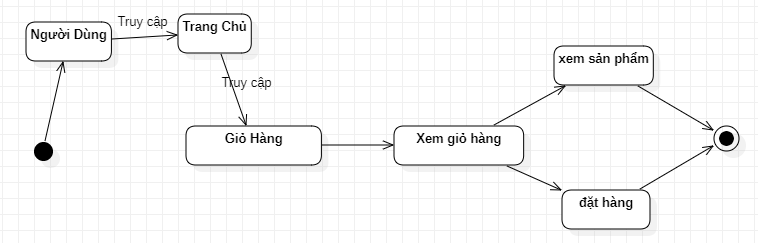 Người Dùng
Truy cập
Trang Chủ
Truy cập
Giỏ Hàng
Xem giỏ hàng
xem sản phẩm
đặt hàng